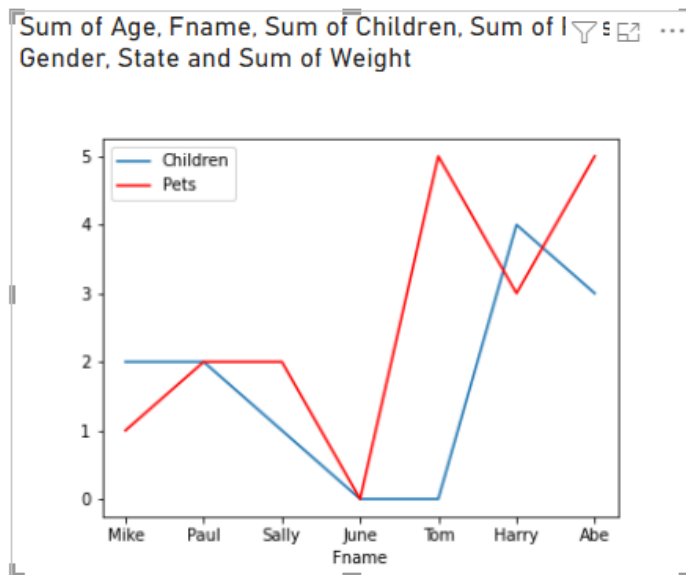 Sum of Age, Fname, Sum of Children, Sum of
Gender, State and Sum of Weight
Children
Pets
5
4
3
2
1
0
Mike Paul Sally June Tom Harry Abe
Fname